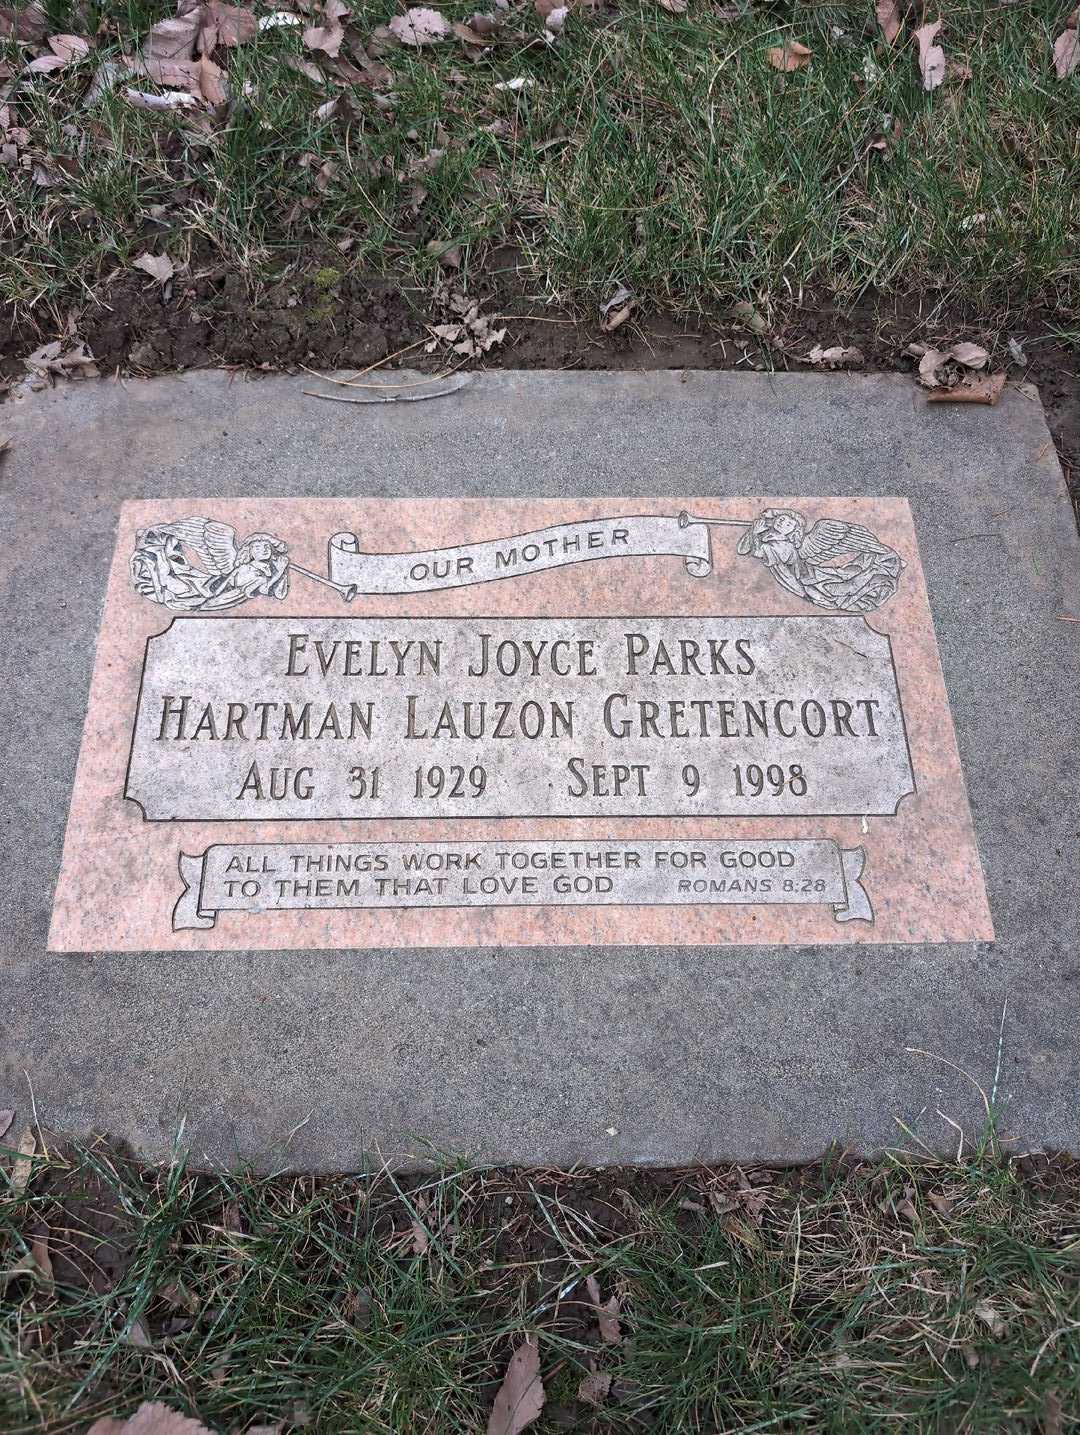 OUR MOTHER
EVELYN JOYCE PARKS
HARTMAN LAUZON GRETENCORT
AUG 31 1929 SEPT 9 1998
ALL THINGS WORK TOGETHER FOR GOOD
TO THEM THAT LOVE GOD ROMANS 8:28